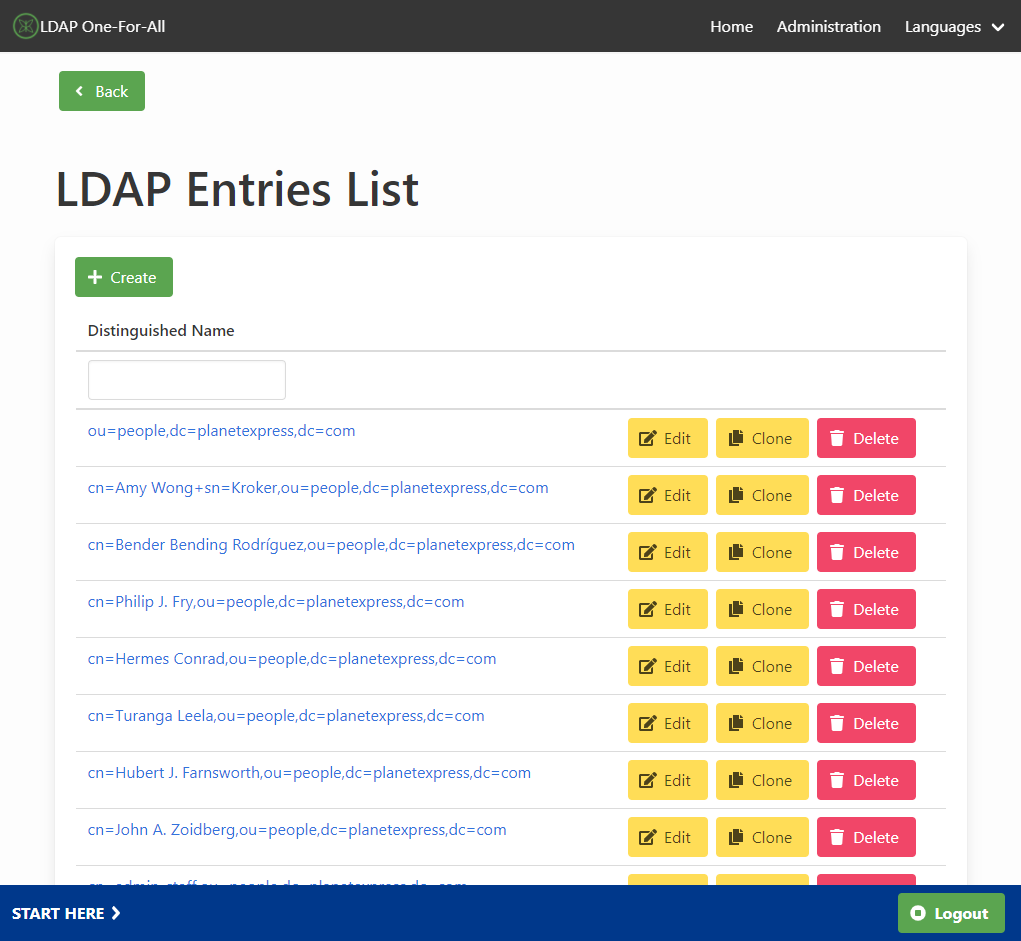 LDAP One-For-All
Home
Administration
Languages
Back
LDAP Entries List
Create
Distinguished Name
ou=people,dc=planetexpress,dc=com
Edit Clone Delete
cn=Amy Wong+sn=Kroker,ou=people,dc=planetexpress,dc=com
Edit Clone Delete
cn=Bender Bending Rodríguez,ou=people,dc=planetexpress,dc=com
Edit Clone Delete
cn=Philip J. Fry,ou=people,dc=planetexpress,dc=com
Edit Clone Delete
cn=Hermes Conrad,ou=people,dc=planetexpress,dc=com
Edit Clone Delete
cn=Turanga Leela,ou=people,dc=planetexpress,dc=com
Edit Clone Delete
cn=Hubert J. Farnsworth,ou=people,dc=planetexpress,dc=com
Edit Clone Delete
cn=John A. Zoidberg,ou=people,dc=planetexpress,dc=com
Edit Clone Delete
START HERE
Logout